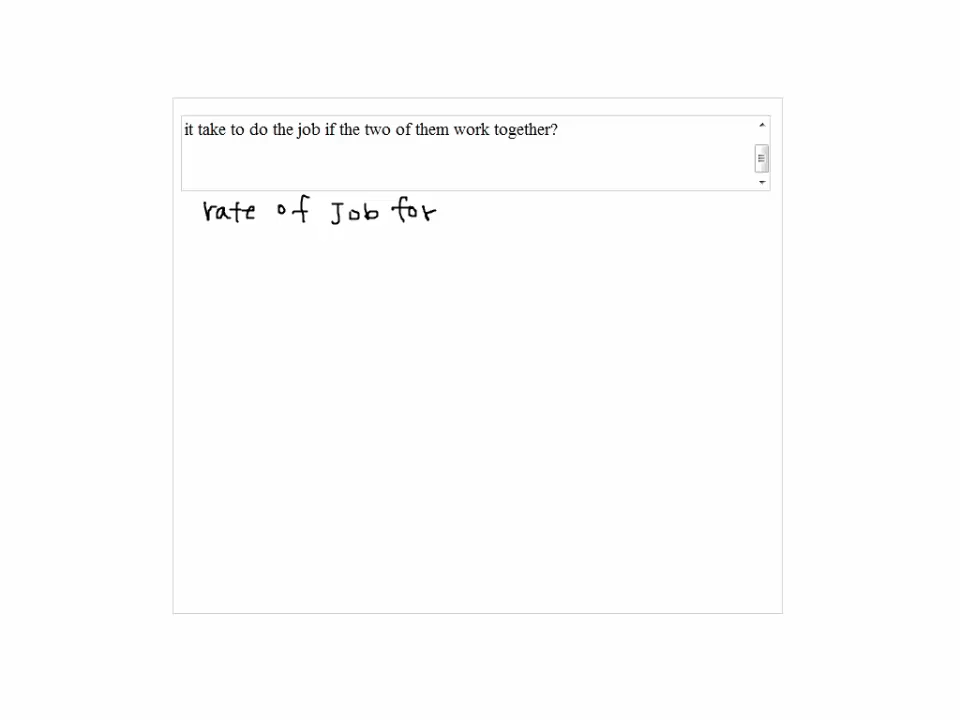 it take to do the job if the two of them work together?
rate of Job for